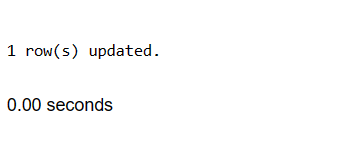 1 row(s) updated.
0.00 seconds